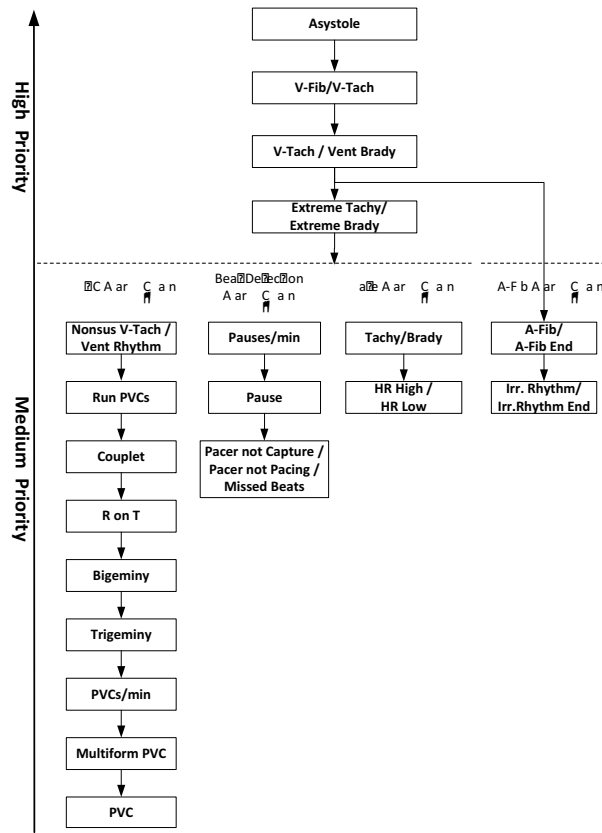 High Priority
Asystole
V-Fib/V-Tach
V-Tach / Vent Brady
Extreme Tachy/
Extreme Brady
Medium Priority
Nonsus V-Tach /
Vent Rhythm
Run PVCs
Couplet
R on T
Bigeminy
Trigeminy
PVCs/min
Multiform PVC
PVC
Pauses/min
Pause
Pacer not Capture /
Pacer not Pacing /
Missed Beats
Tachy/Brady
HR High /
HR Low
A-Fib/
A-Fib End
Irr. Rhythm/
Irr.Rhythm End